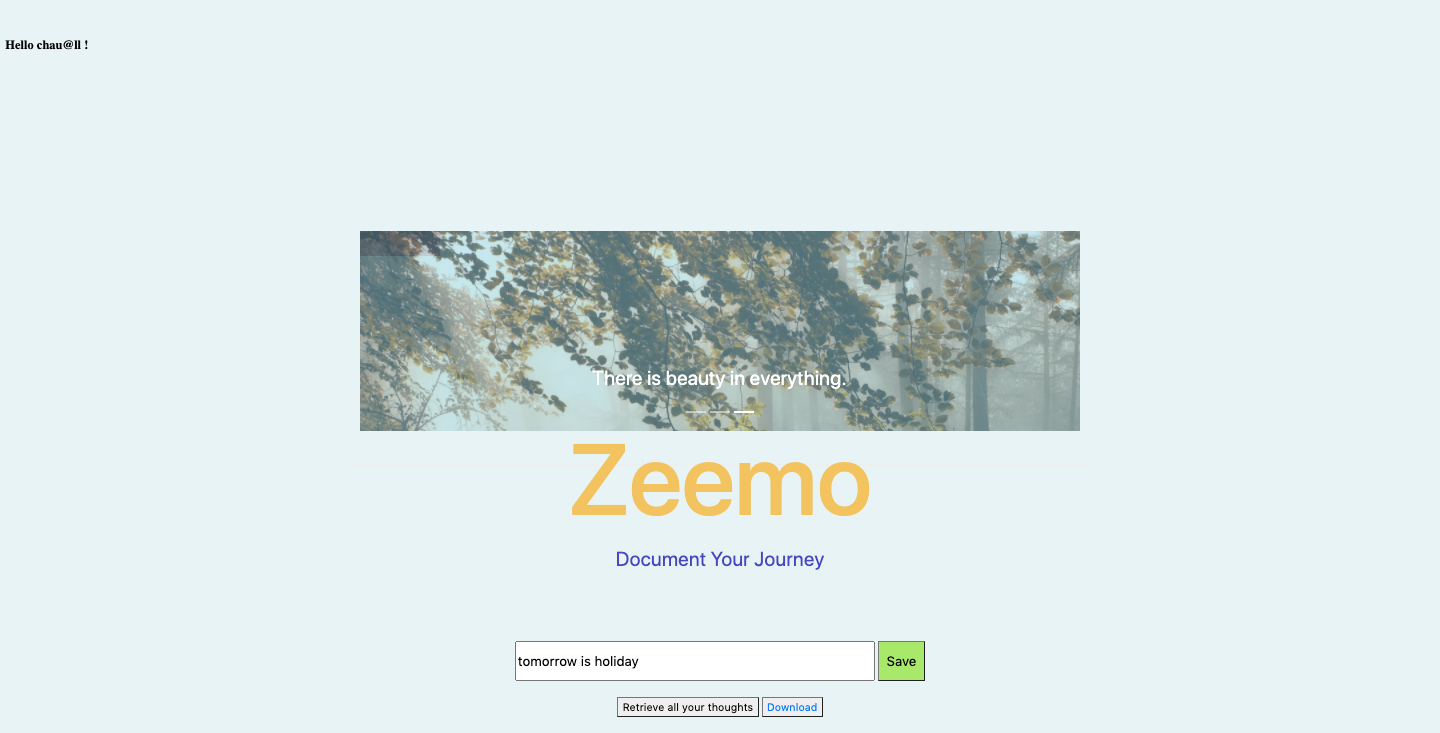 Hello chau@ll !
There is beauty in everything.
Zeemo
Document Your Journey
tomorrow is holiday Save
Retrieve all your thoughts Download